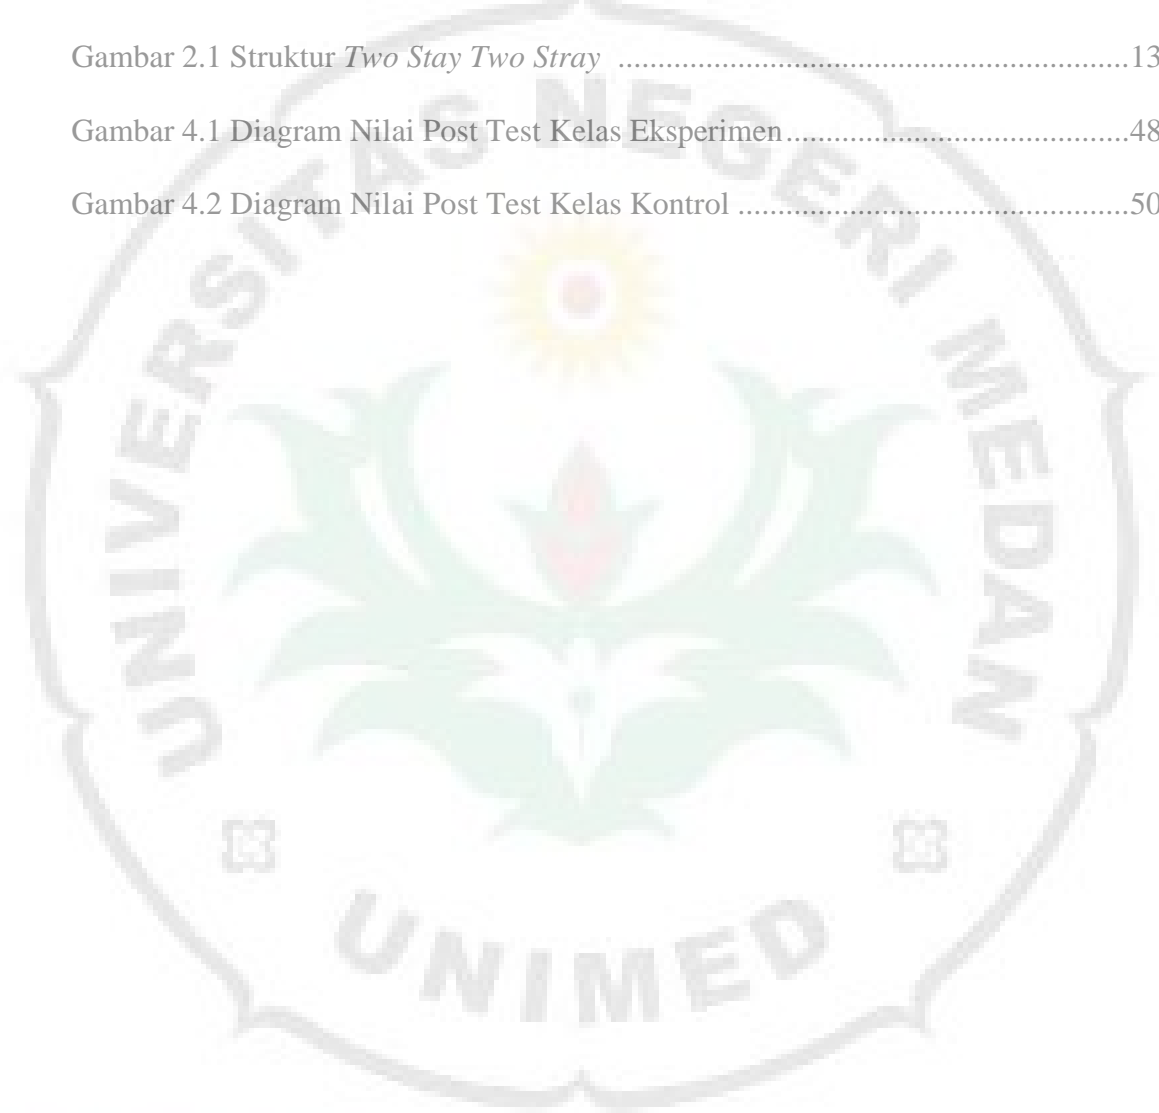 Gambar 2.1 Struktur Two Stay Two Stray ................................................................13
Gambar 4.1 Diagram Nilai Post Test Kelas Eksperimen...........................................48
Gambar 4.2 Diagram Nilai Post Test Kelas Kontrol .................................................50
UNIVERSITAS NEGERI MEDAN
UNIMED